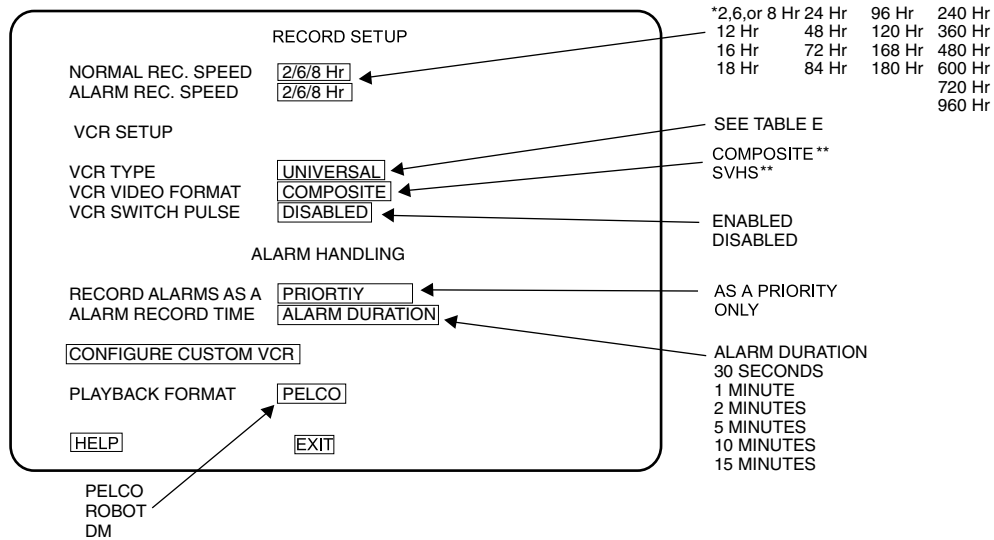 *2,6,or 8 Hr 24 Hr 96 Hr 240 Hr
12 Hr 48 Hr 120 Hr 360 Hr
16 Hr 72 Hr 168 Hr 480 Hr
18 Hr 84 Hr 180 Hr 600 Hr
720 Hr
960 Hr
RECORD SETUP
NORMAL REC. SPEED 2/6/8 Hr
ALARM REC. SPEED 2/6/8 Hr
VCR SETUP
SEE TABLE E
VCR TYPE UNIVERSAL
COMPOSITE**
SVHS**
VCR VIDEO FORMAT COMPOSITE
VCR SWITCH PULSE DISABLED
ENABLED
DISABLED
ALARM HANDLING
RECORD ALARMS AS A PRIORTIY
AS A PRIORITY
ONLY
ALARM RECORD TIME ALARM DURATION
ALARM DURATION
30 SECONDS
1 MINUTE
2 MINUTES
5 MINUTES
10 MINUTES
15 MINUTES
CONFIGURE CUSTOM VCR
PLAYBACK FORMAT PELCO
HELP EXIT
PELCO
ROBOT
DM